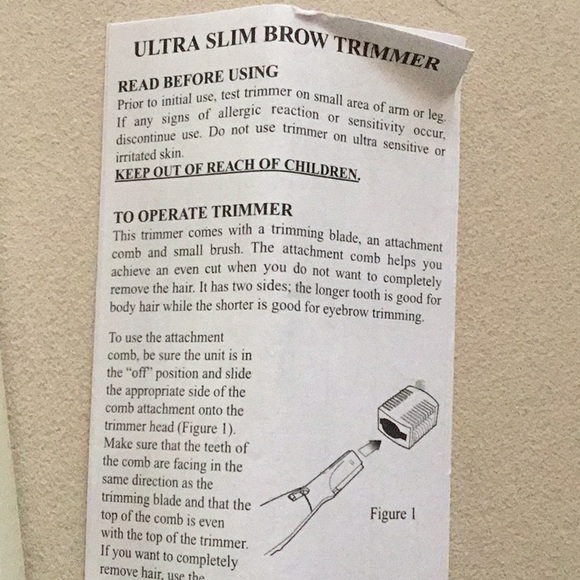 ULTRA SLIM BROW TRIMMER
READ BEFORE USING
Prior to initial use, test trimmer on small area of arm or leg.
If any signs of allergic reaction or sensitivity occur,
discontinue use. Do not use trimmer on ultra sensitive or
irritated skin.
KEEP OUT OF REACH OF CHILDREN.
TO OPERATE TRIMMER
This trimmer comes with a trimming blade, an attachment
comb and small brush. The attachment comb helps you
achieve an even cut when you do not want to completely
remove the hair. It has two sides; the longer tooth is good for
body hair while the shorter is good for eyebrow trimming.
To use the attachment
comb, be sure the unit is in
the “off” position and slide
the appropriate side of the
comb attachment onto the
trimmer head (Figure 1).
Make sure that the teeth of
the comb are facing in the
same direction as the
trimming blade and that the
top of the comb is even
with the top of the trimmer.
If you want to completely
remove hair, use the
Figure 1